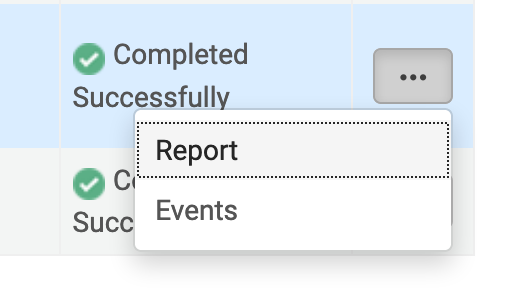 Completed
Successfully
•••
Report
Events